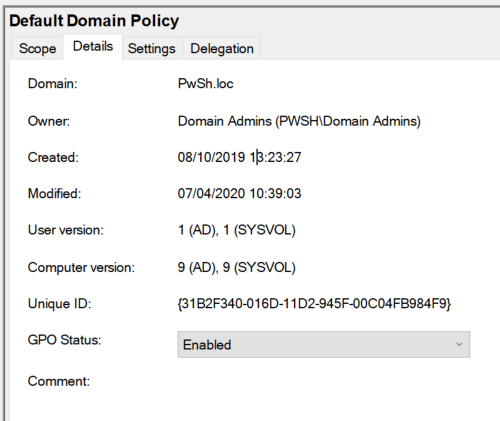 Default Domain Policy
Scope Details Settings Delegation
Domain: PwSh.loc
Owner: Domain Admins (PWSH\Domain Admins)
Created: 08/10/2019 13:23:27
Modified: 07/04/2020 10:39:03
User version: 1 (AD), 1 (SYSVOL)
Computer version: 9 (AD), 9 (SYSVOL)
Unique ID: {31B2F340-016D-11D2-945F-00C04FB984F9}
GPO Status: Enabled
Comment: